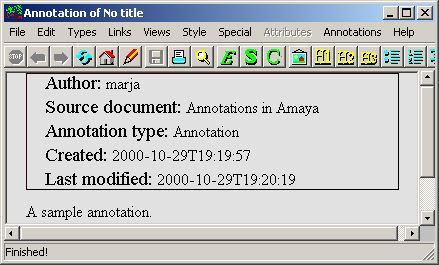 Annotation of No title
File Edit Types Links Views Style Special Attributes Annotations Help
STOP E S C H1 H2 H3
Author: marja
Source document: Annotations in Amaya
Annotation type: Annotation
Created: 2000-10-29T19:19:57
Last modified: 2000-10-29T19:20:19
A sample annotation.
Finished!